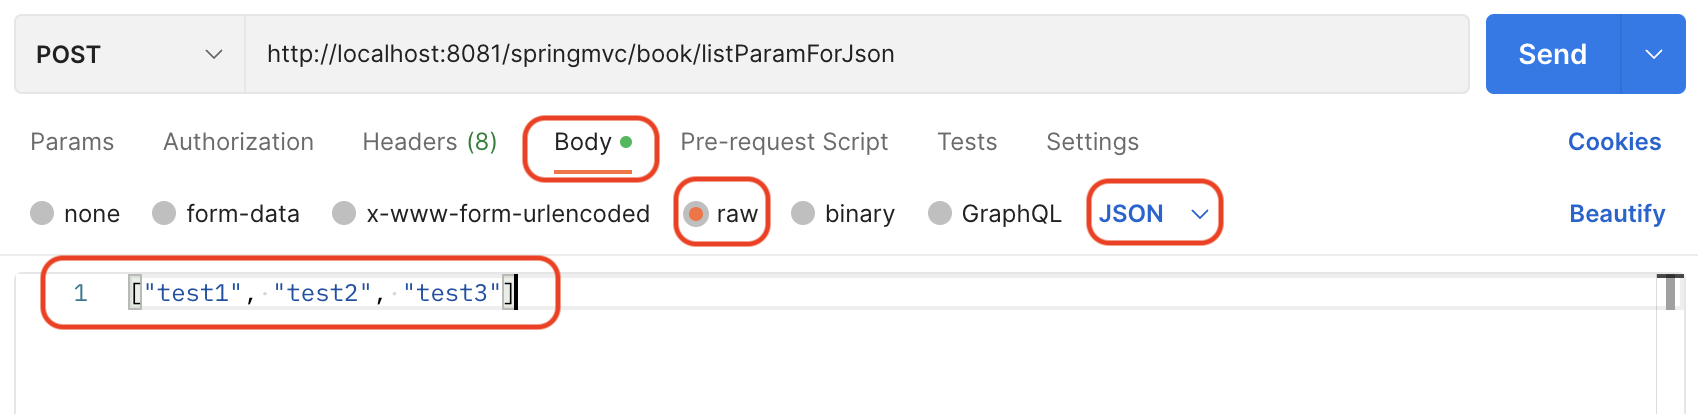 POST http://localhost:8081/springmvc/book/listParamForJson Send
Params Authorization Headers (8) Body Pre-request Script Tests Settings Cookies
none form-data x-www-form-urlencoded raw binary GraphQL JSON Beautify
1 ["test1", "test2", "test3"]